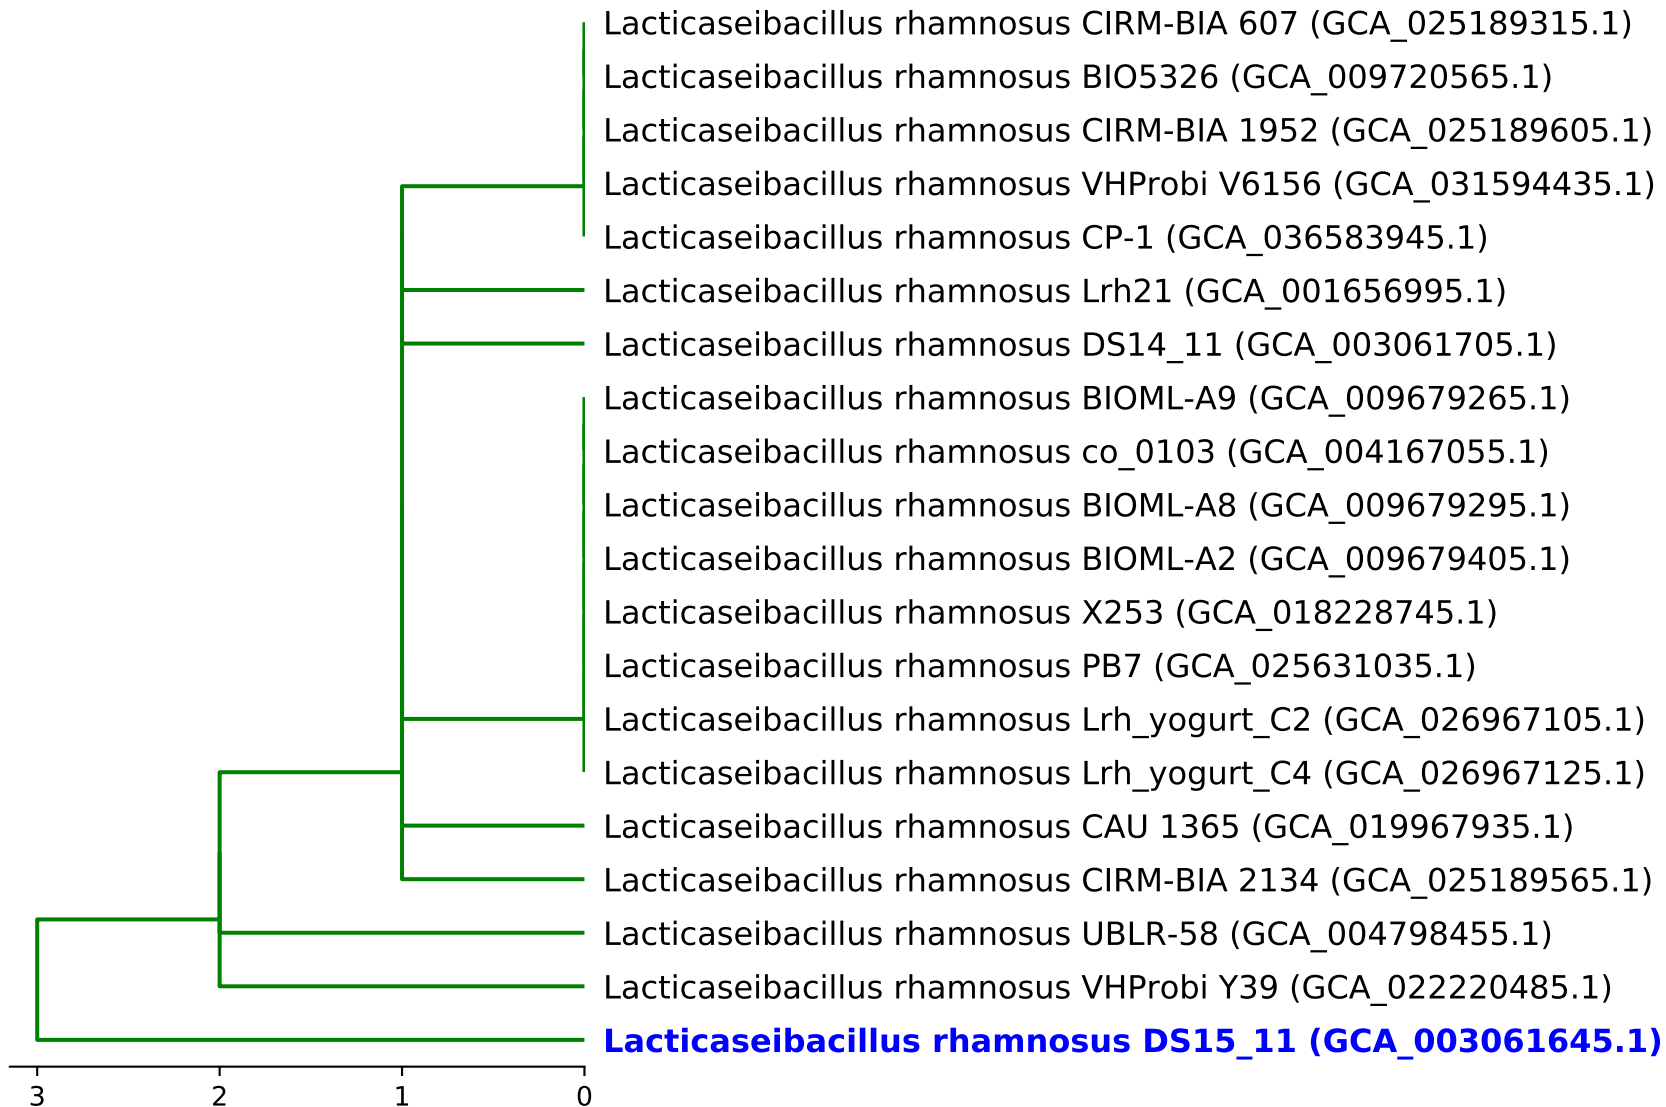 Lacticaseibacillus rhamnosus CIRM-BIA 607 (GCA_025189315.1)
Lacticaseibacillus rhamnosus BIO5326 (GCA_009720565.1)
Lacticaseibacillus rhamnosus CIRM-BIA 1952 (GCA_025189605.1)
Lacticaseibacillus rhamnosus VHProbi V6156 (GCA_031594435.1)
Lacticaseibacillus rhamnosus CP-1 (GCA_036583945.1)
Lacticaseibacillus rhamnosus Lrh21 (GCA_001656995.1)
Lacticaseibacillus rhamnosus DS14_11 (GCA_003061705.1)
Lacticaseibacillus rhamnosus BIOML-A9 (GCA_009679265.1)
Lacticaseibacillus rhamnosus co_0103 (GCA_004167055.1)
Lacticaseibacillus rhamnosus BIOML-A8 (GCA_009679295.1)
Lacticaseibacillus rhamnosus BIOML-A2 (GCA_009679405.1)
Lacticaseibacillus rhamnosus X253 (GCA_018228745.1)
Lacticaseibacillus rhamnosus PB7 (GCA_025631035.1)
Lacticaseibacillus rhamnosus Lrh_yogurt_C2 (GCA_026967105.1)
Lacticaseibacillus rhamnosus Lrh_yogurt_C4 (GCA_026967125.1)
Lacticaseibacillus rhamnosus CAU 1365 (GCA_019967935.1)
Lacticaseibacillus rhamnosus CIRM-BIA 2134 (GCA_025189565.1)
Lacticaseibacillus rhamnosus UBLR-58 (GCA_004798455.1)
Lacticaseibacillus rhamnosus VHProbi Y39 (GCA_022220485.1)
Lacticaseibacillus rhamnosus DS15_11 (GCA_003061645.1)
3 2 1 0